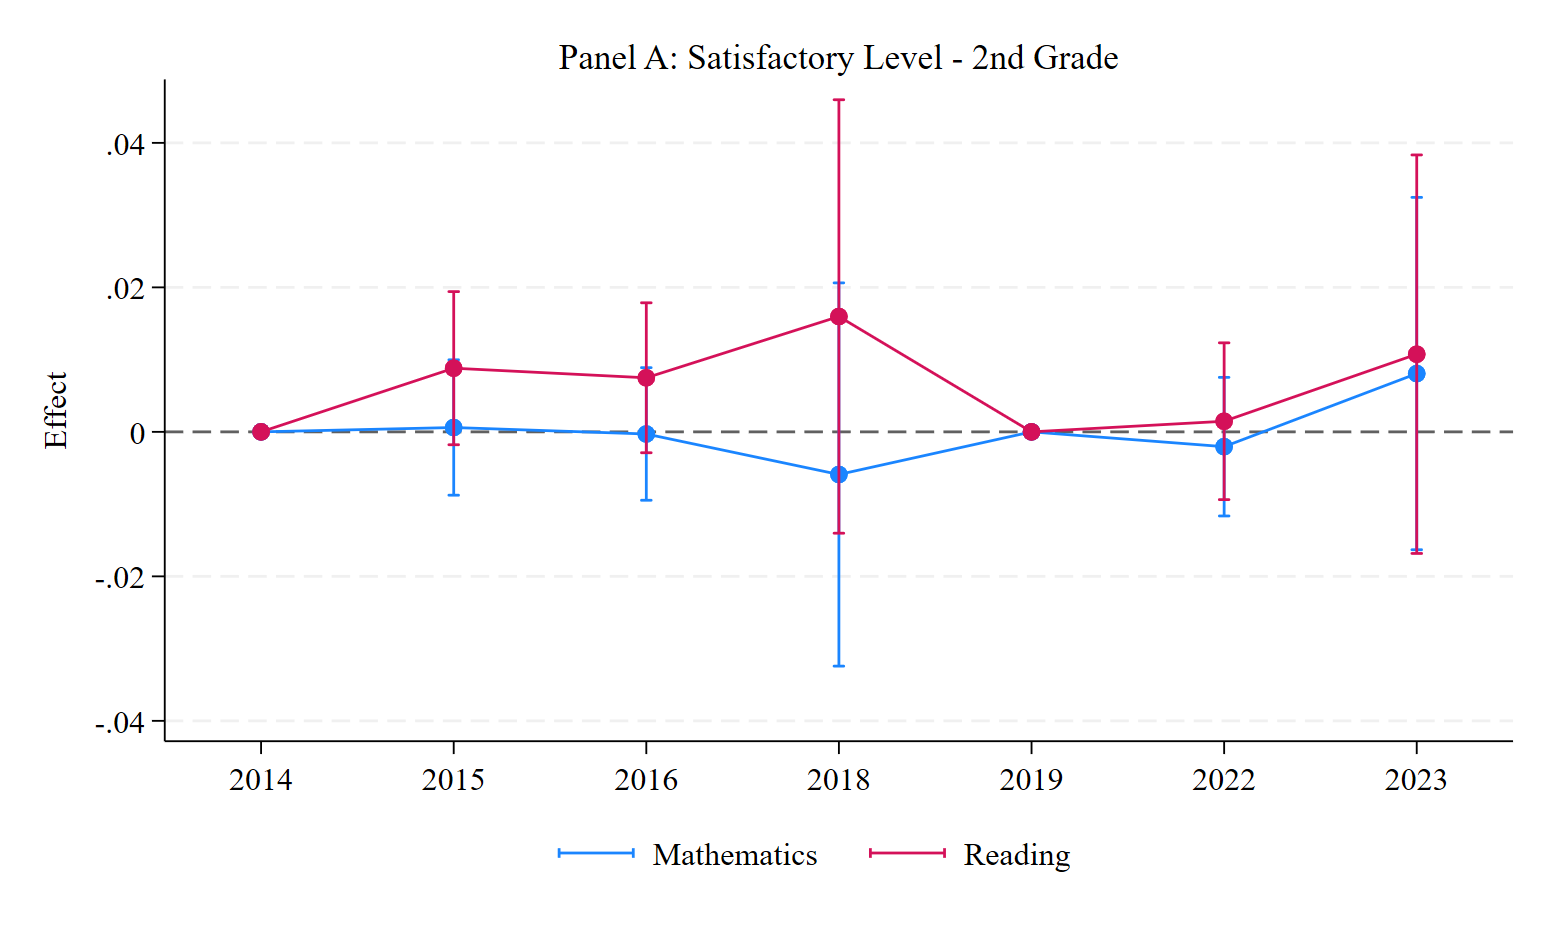 Panel A: Satisfactory Level - 2nd Grade
Effect
.04
.02
0
-.02
-.04
2014 2015 2016 2018 2019 2022 2023
Mathematics Reading